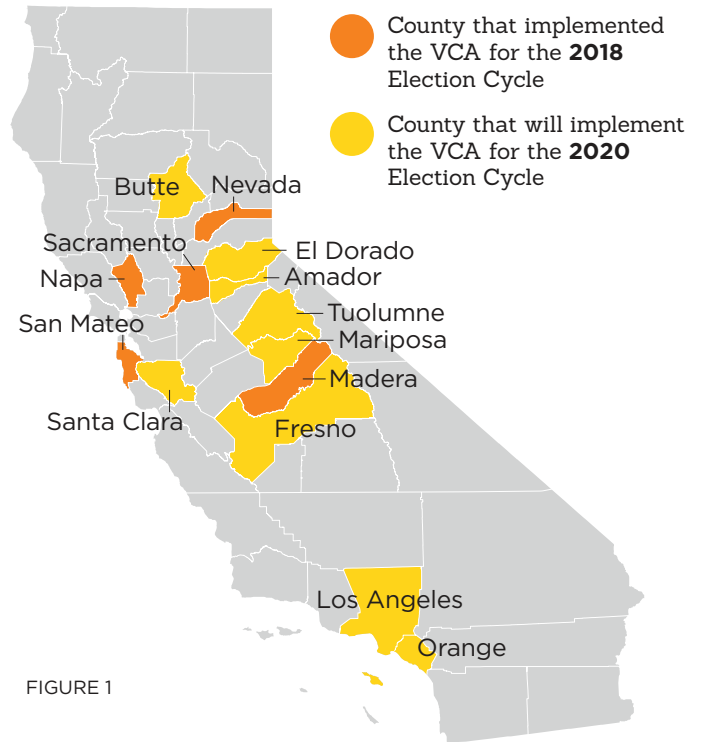 County that implemented
the VCA for the 2018
Election Cycle
County that will implement
the VCA for the 2020
Election Cycle
Butte
Nevada
Sacramento
El Dorado
Napa
Amador
San Mateo
Tuolumne
Mariposa
Madera
Santa Clara
Fresno
Los Angeles
Orange
FIGURE 1